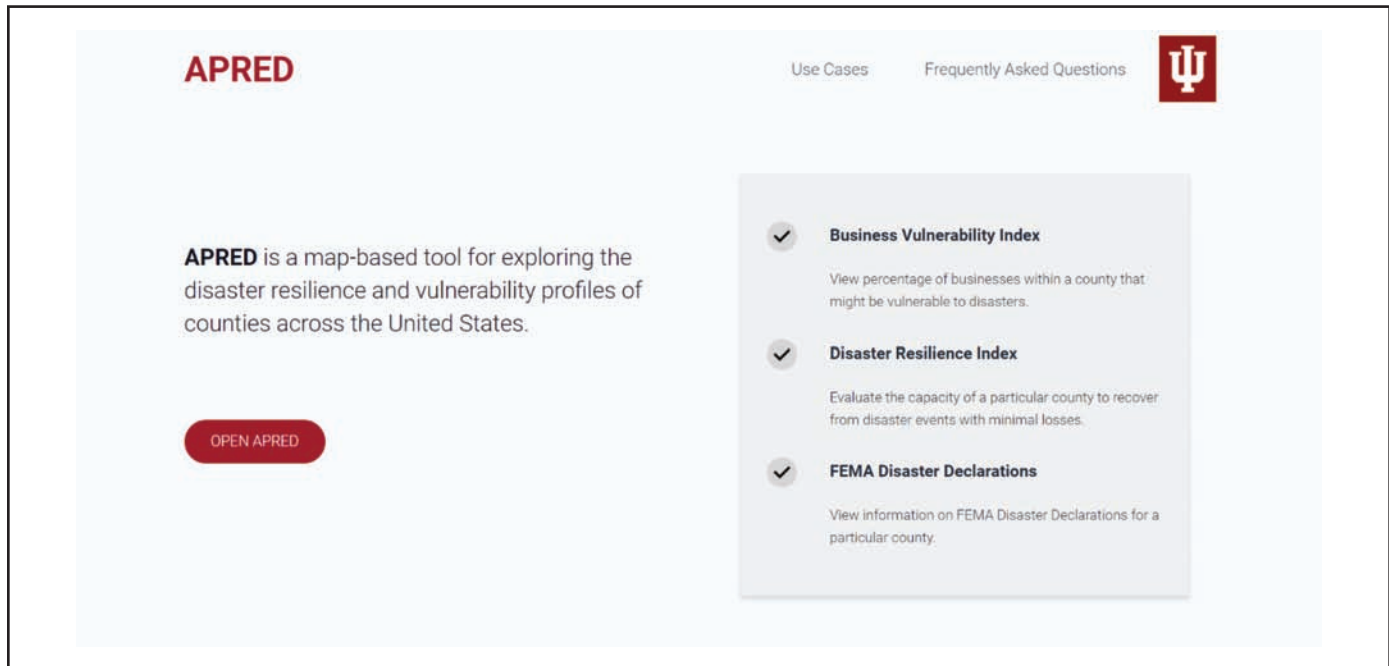 APRED
Use Cases
Frequently Asked Questions
APRED is a map-based tool for exploring the
disaster resilience and vulnerability profiles of
counties across the United States.
OPEN APRED
Business Vulnerability Index
View percentage of businesses within a county that
might be vulnerable to disasters.
Disaster Resilience Index
Evaluate the capacity of a particular county to recover
from disaster events with minimal losses.
FEMA Disaster Declarations
View information on FEMA Disaster Declarations for a
particular county.